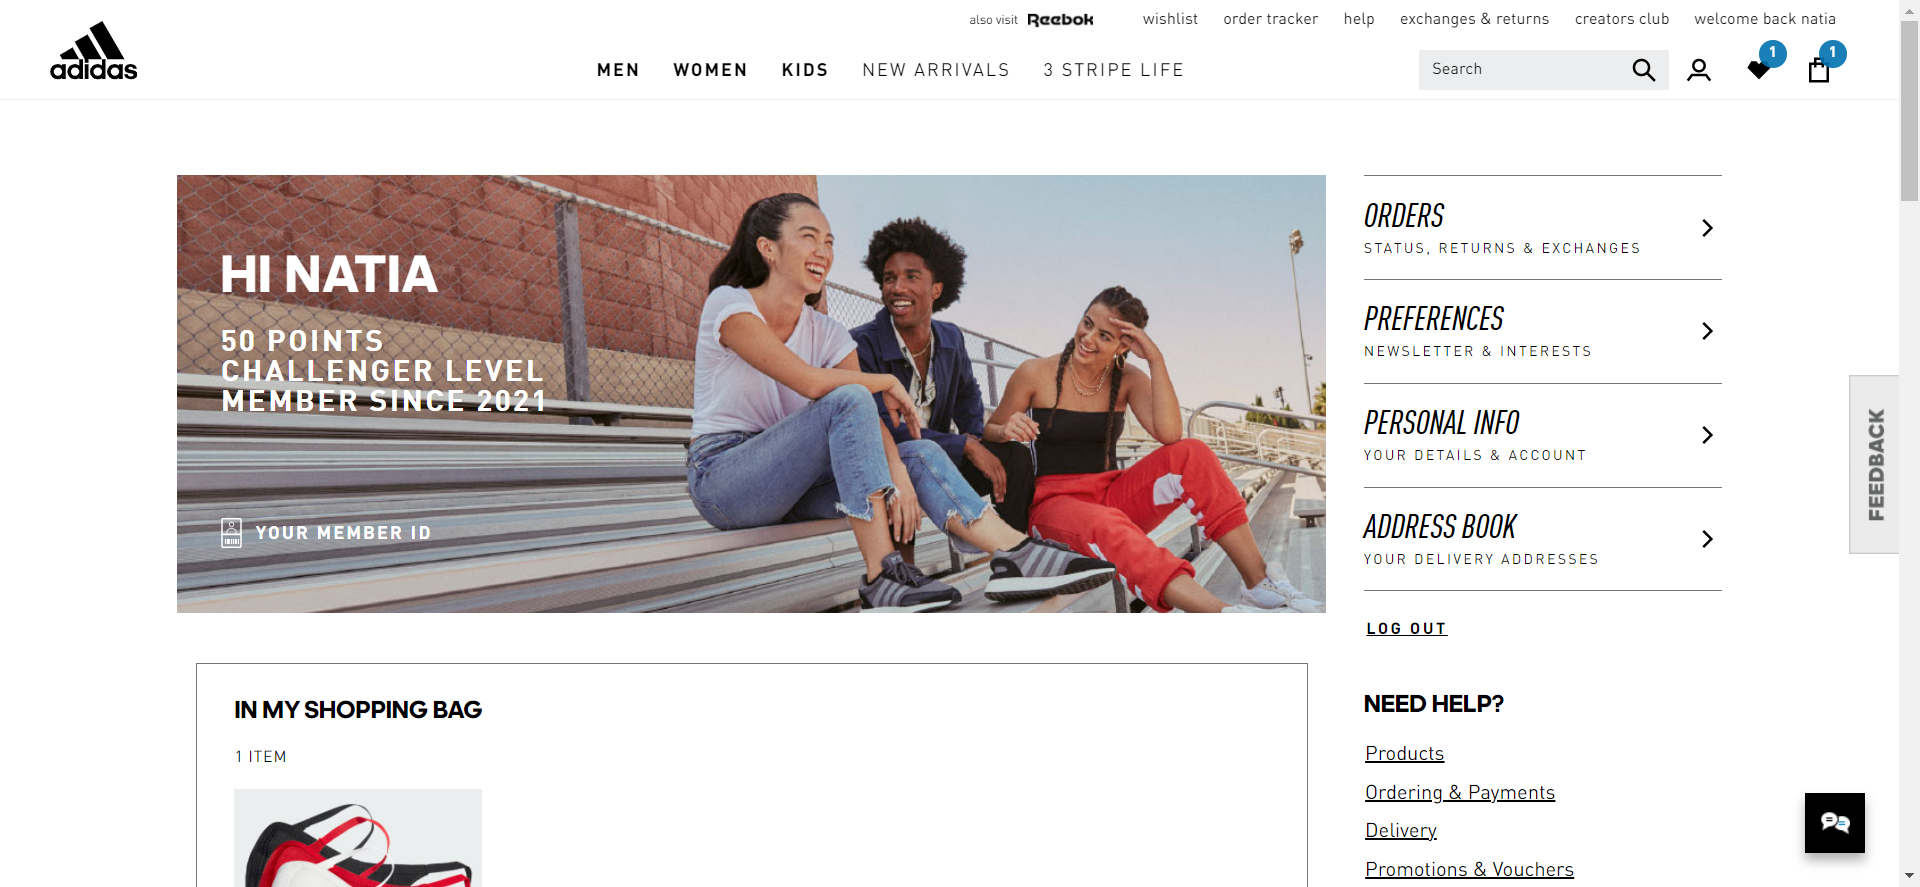 also visit Reebok wishlist order tracker help exchanges & returns creators club welcome back natia
adidas
MEN WOMEN KIDS NEW ARRIVALS 3 STRIPE LIFE
Search
1
1
HI NATIA
50 POINTS
CHALLENGER LEVEL
MEMBER SINCE 2021
YOUR MEMBER ID
ORDERS
STATUS, RETURNS & EXCHANGES
PREFERENCES
NEWSLETTER & INTERESTS
PERSONAL INFO
YOUR DETAILS & ACCOUNT
ADDRESS BOOK
YOUR DELIVERY ADDRESSES
LOG OUT
FEEDBACK
IN MY SHOPPING BAG
1 ITEM
NEED HELP?
Products
Ordering & Payments
Delivery
Promotions & Vouchers